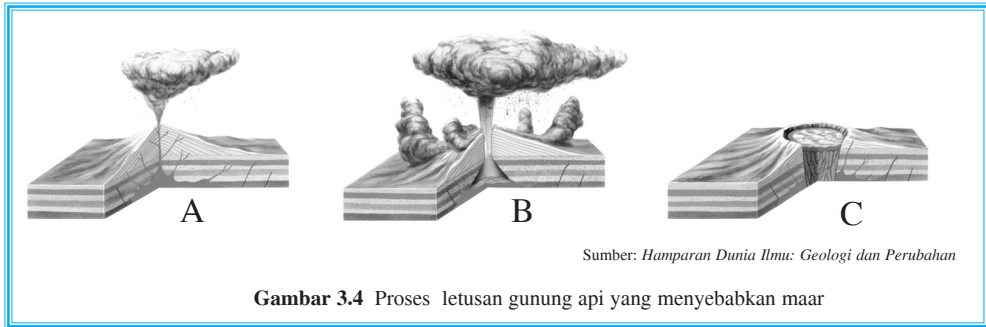 A
B
C
Sumber: Hamparan Dunia Ilmu: Geologi dan Perubahan
Gambar 3.4 Proses letusan gunung api yang menyebabkan maar